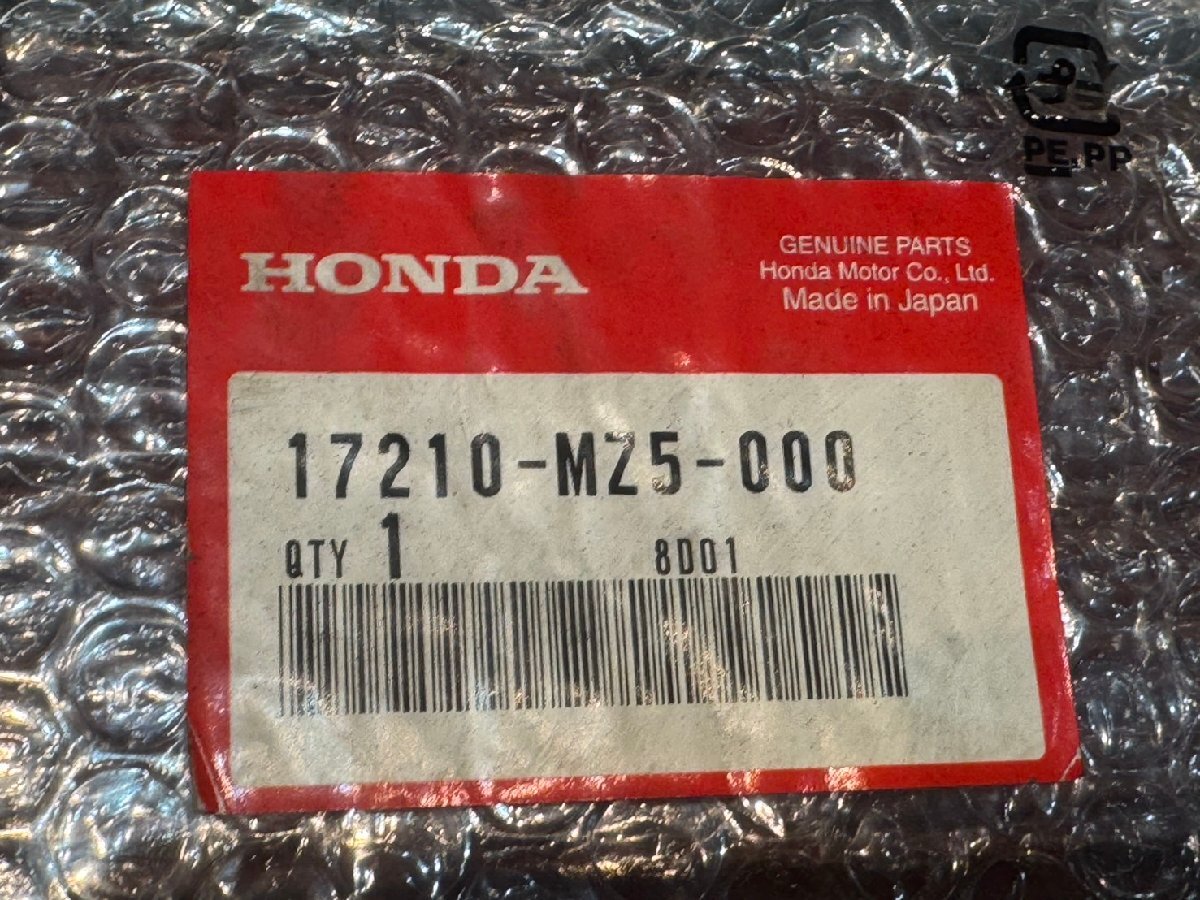 PE,PP
HONDA
GENUINE PARTS
Honda Motor Co., Ltd.
Made in Japan
17210-MZ5-000
QTY 1 8D01